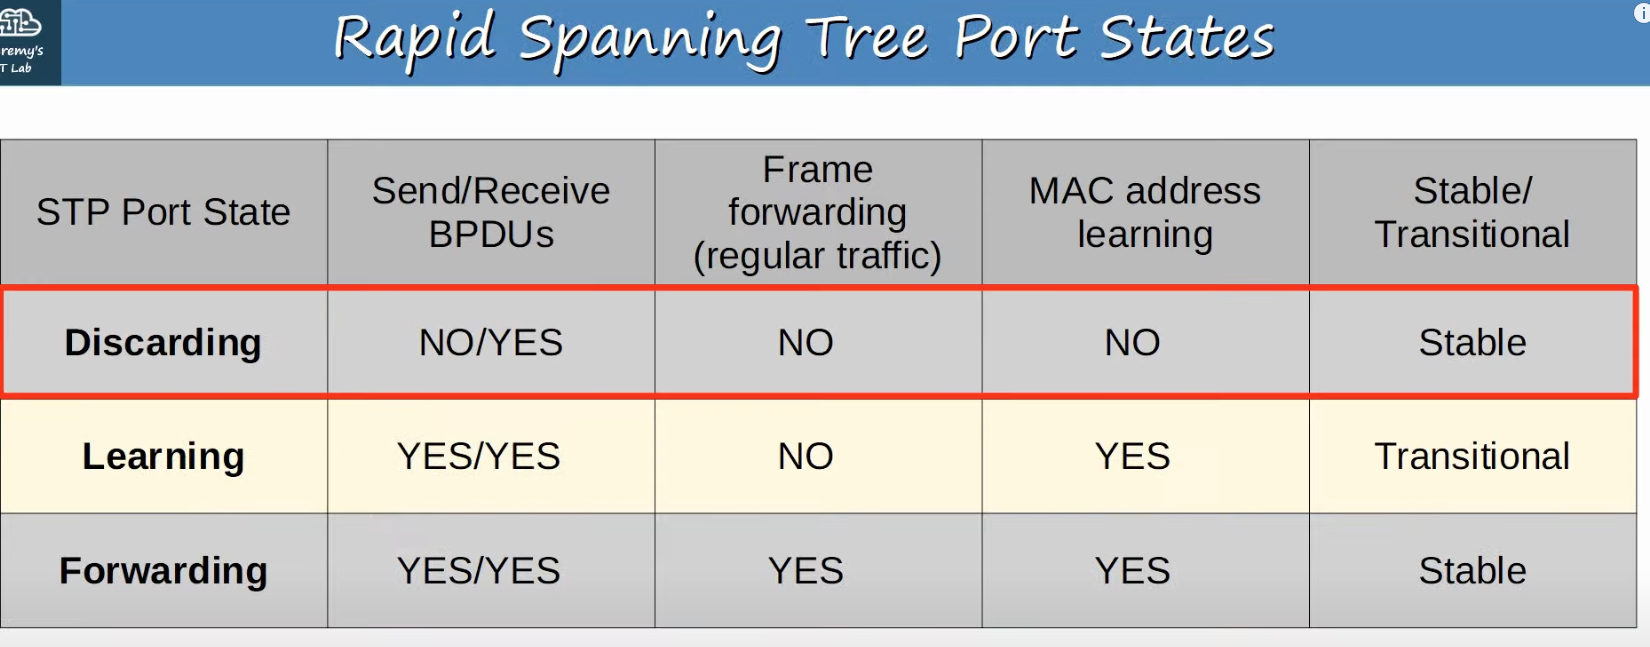 Rapid Spanning Tree Port States
eremy's
T Lab
STP Port State
Send/Receive
BPDUs
Frame
forwarding
(regular traffic)
MAC address
learning
Stable/
Transitional
Discarding
NO/YES
NO
NO
Stable
Learning
YES/YES
NO
YES
Transitional
Forwarding
YES/YES
YES
YES
Stable